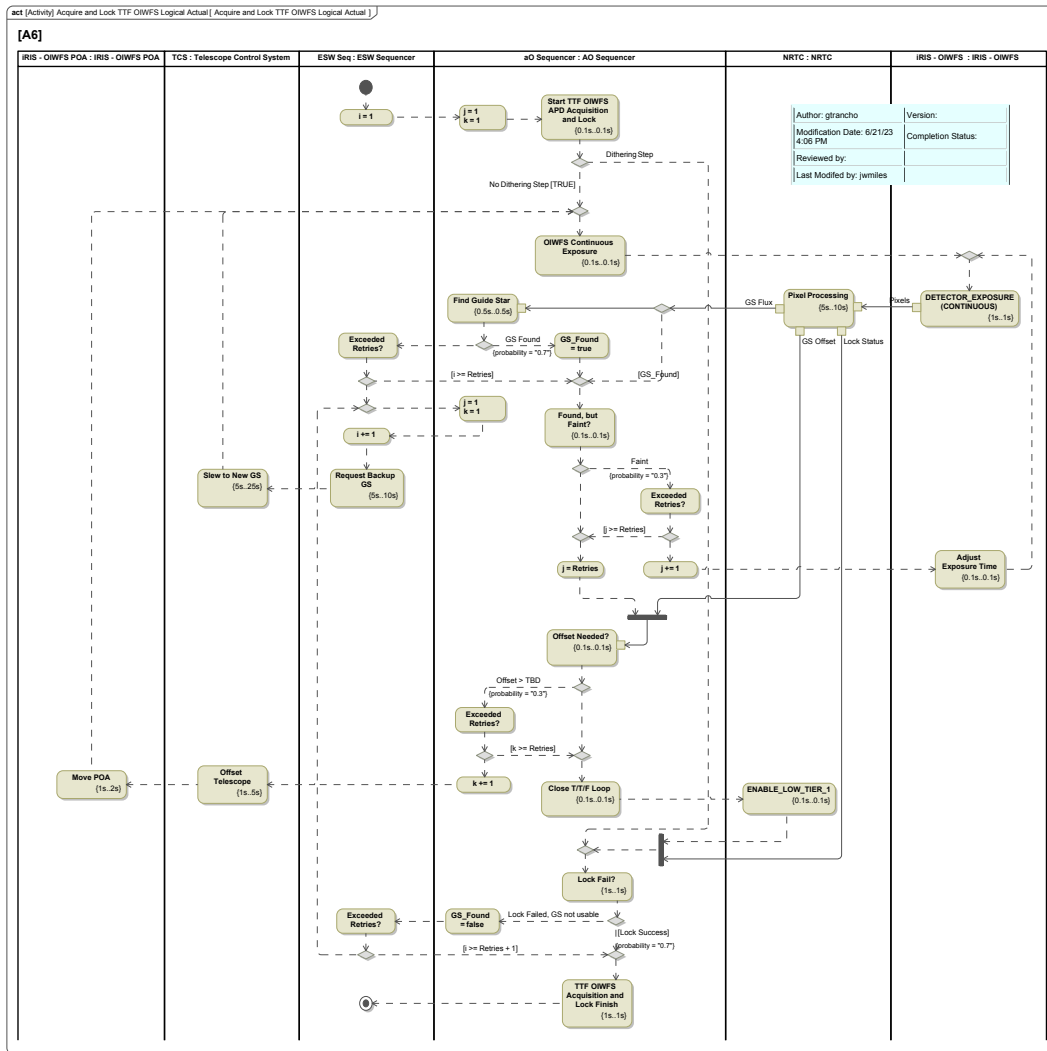 act [Activity] Acquire and Lock TTF OIWFS Logical Actual [ Acquire and Lock TTF OIWFS Logical Actual ]
[A6]
iRIS - OIWFS POA : IRIS - OIWFS POA
TCS : Telescope Control System
ESW Seq : ESW Sequencer
aO Sequencer : AO Sequencer
NRTC : NRTC
iRIS - OIWFS : IRIS - OIWFS
i = 1
j = 1
k = 1
Start TTF OIWFS
APD Acquisition
and Lock
{0.1s..0.1s}
Author: gtrancho
Version:
Modification Date: 6/21/23
4:06 PM
Completion Status:
Reviewed by:
Last Modifed by: jwmiles
Dithering Step
No Dithering Step [TRUE]
OIWFS Continuous
Exposure
{0.1s..0.1s}
Find Guide Star
{0.5s..0.5s}
GS Flux
Pixel Processing
{5s..10s}
Pixels
DETECTOR_EXPOSURE
(CONTINUOUS)
{1s..1s}
Exceeded
Retries?
GS Found
{probability = "0.7"}
GS_Found
= true
GS Offset
Lock Status
[i >= Retries]
[GS_Found]
j = 1
k = 1
Found, but
Faint?
{0.1s..0.1s}
i += 1
Slew to New GS
{5s..25s}
Request Backup
GS
{5s..10s}
Faint
{probability = "0.3"}
Exceeded
Retries?
[j >= Retries]
j = Retries
j += 1
Adjust
Exposure Time
{0.1s..0.1s}
Offset Needed?
{0.1s..0.1s}
Offset > TBD
{probability = "0.3"}
Exceeded
Retries?
[k >= Retries]
Move POA
{1s..2s}
Offset
Telescope
{1s..5s}
k += 1
Close T/T/F Loop
{0.1s..0.1s}
ENABLE_LOW_TIER_1
{0.1s..0.1s}
Lock Fail?
{1s..1s}
Exceeded
Retries?
GS_Found
= false
Lock Failed, GS not usable
[Lock Success]
{probability = "0.7"}
[i >= Retries + 1]
TTF OIWFS
Acquisition and
Lock Finish
{1s..1s}